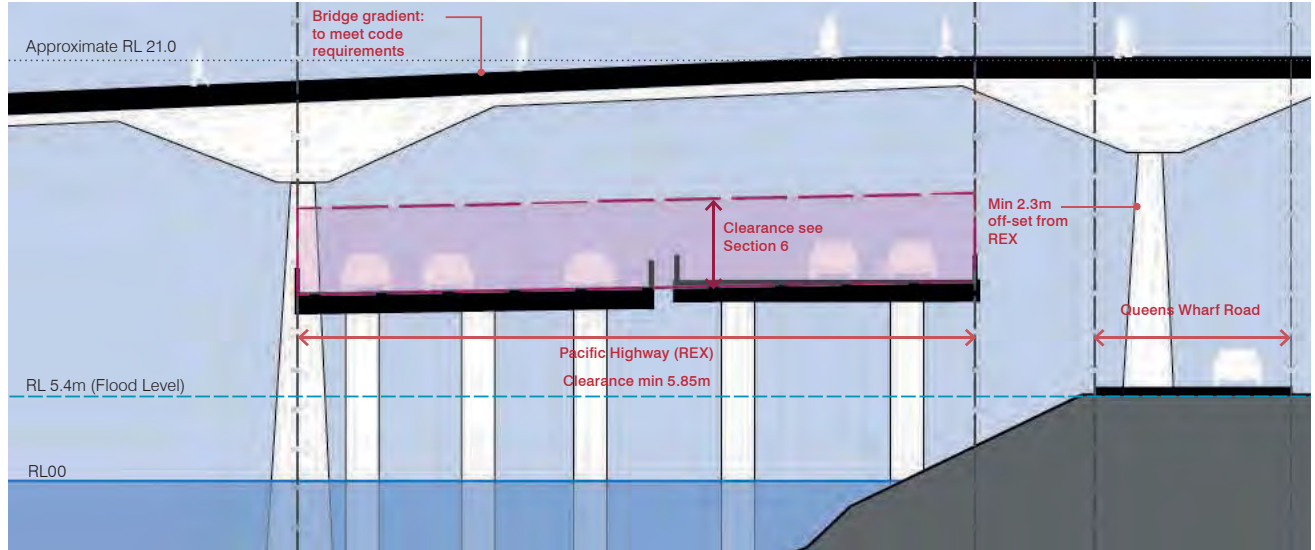 Bridge gradient:
to meet code
requirements
Approximate RL 21.0
Clearance see
Section 6
Min 2.3m
off-set from
REX
Queens Wharf Road
Pacific Highway (REX)
Clearance min 5.85m
RL 5.4m (Flood Level)
RL00